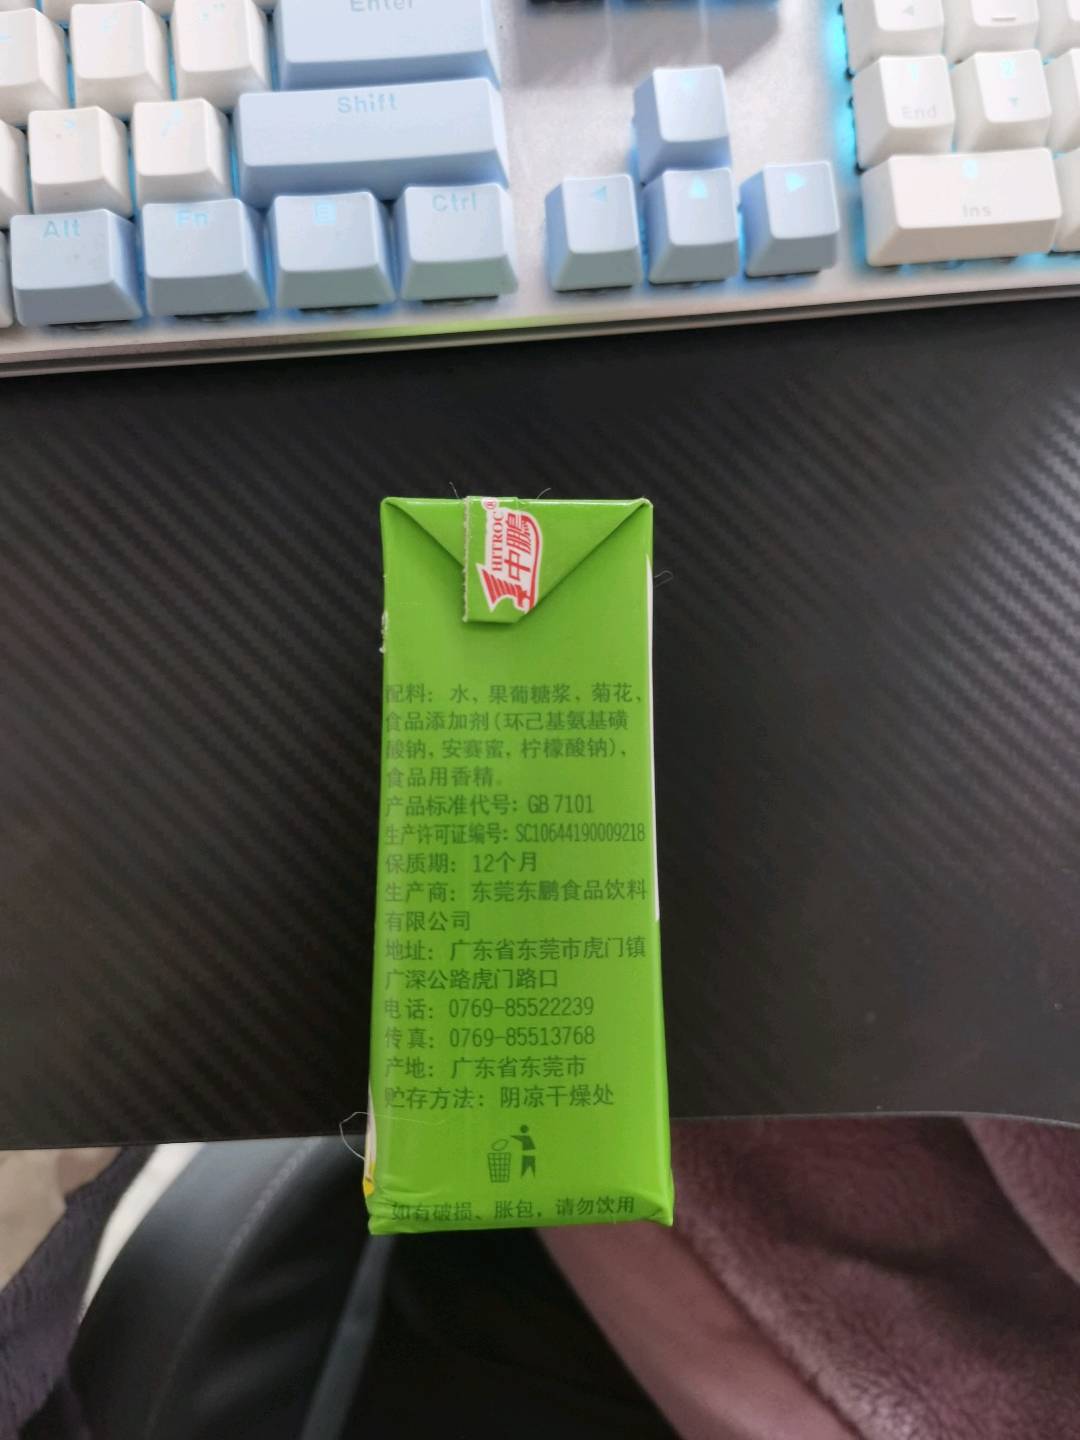 Enter
Shift
End
Alt
Fn
Ctrl
Ins
HITROC®
中鹏
配料：水、果葡糖浆、菊花、
食品添加剂（环己基氨基磺
酸钠，安赛蜜，柠檬酸钠）、
食品用香精。
产品标准代号：GB 7101
生产许可证编号：SC10644190009218
保质期：12个月
生产商：东莞东鹏食品饮料
有限公司
地址：广东省东莞市虎门镇
广深公路虎门路口
电话：0769-85522239
传真：0769-85513768
产地：广东省东莞市
贮存方法：阴凉干燥处
如有破损、胀包，请勿饮用